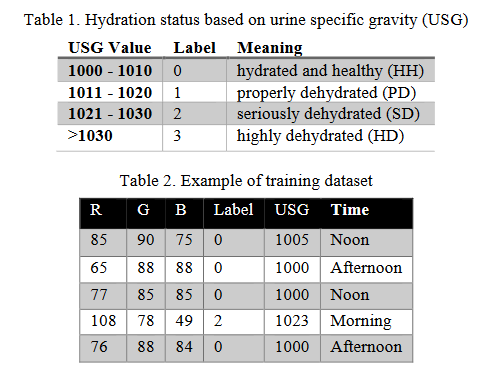 Table 1. Hydration status based on urine specific gravity (USG)
USG Value Label Meaning
1000 - 1010 0 hydrated and healthy (HH)
1011 - 1020 1 properly dehydrated (PD)
1021 - 1030 2 seriously dehydrated (SD)
>1030 3 highly dehydrated (HD)
Table 2. Example of training dataset
R G B Label USG Time
85 90 75 0 1005 Noon
65 88 88 0 1000 Afternoon
77 85 85 0 1000 Noon
108 78 49 2 1023 Morning
76 88 84 0 1000 Afternoon